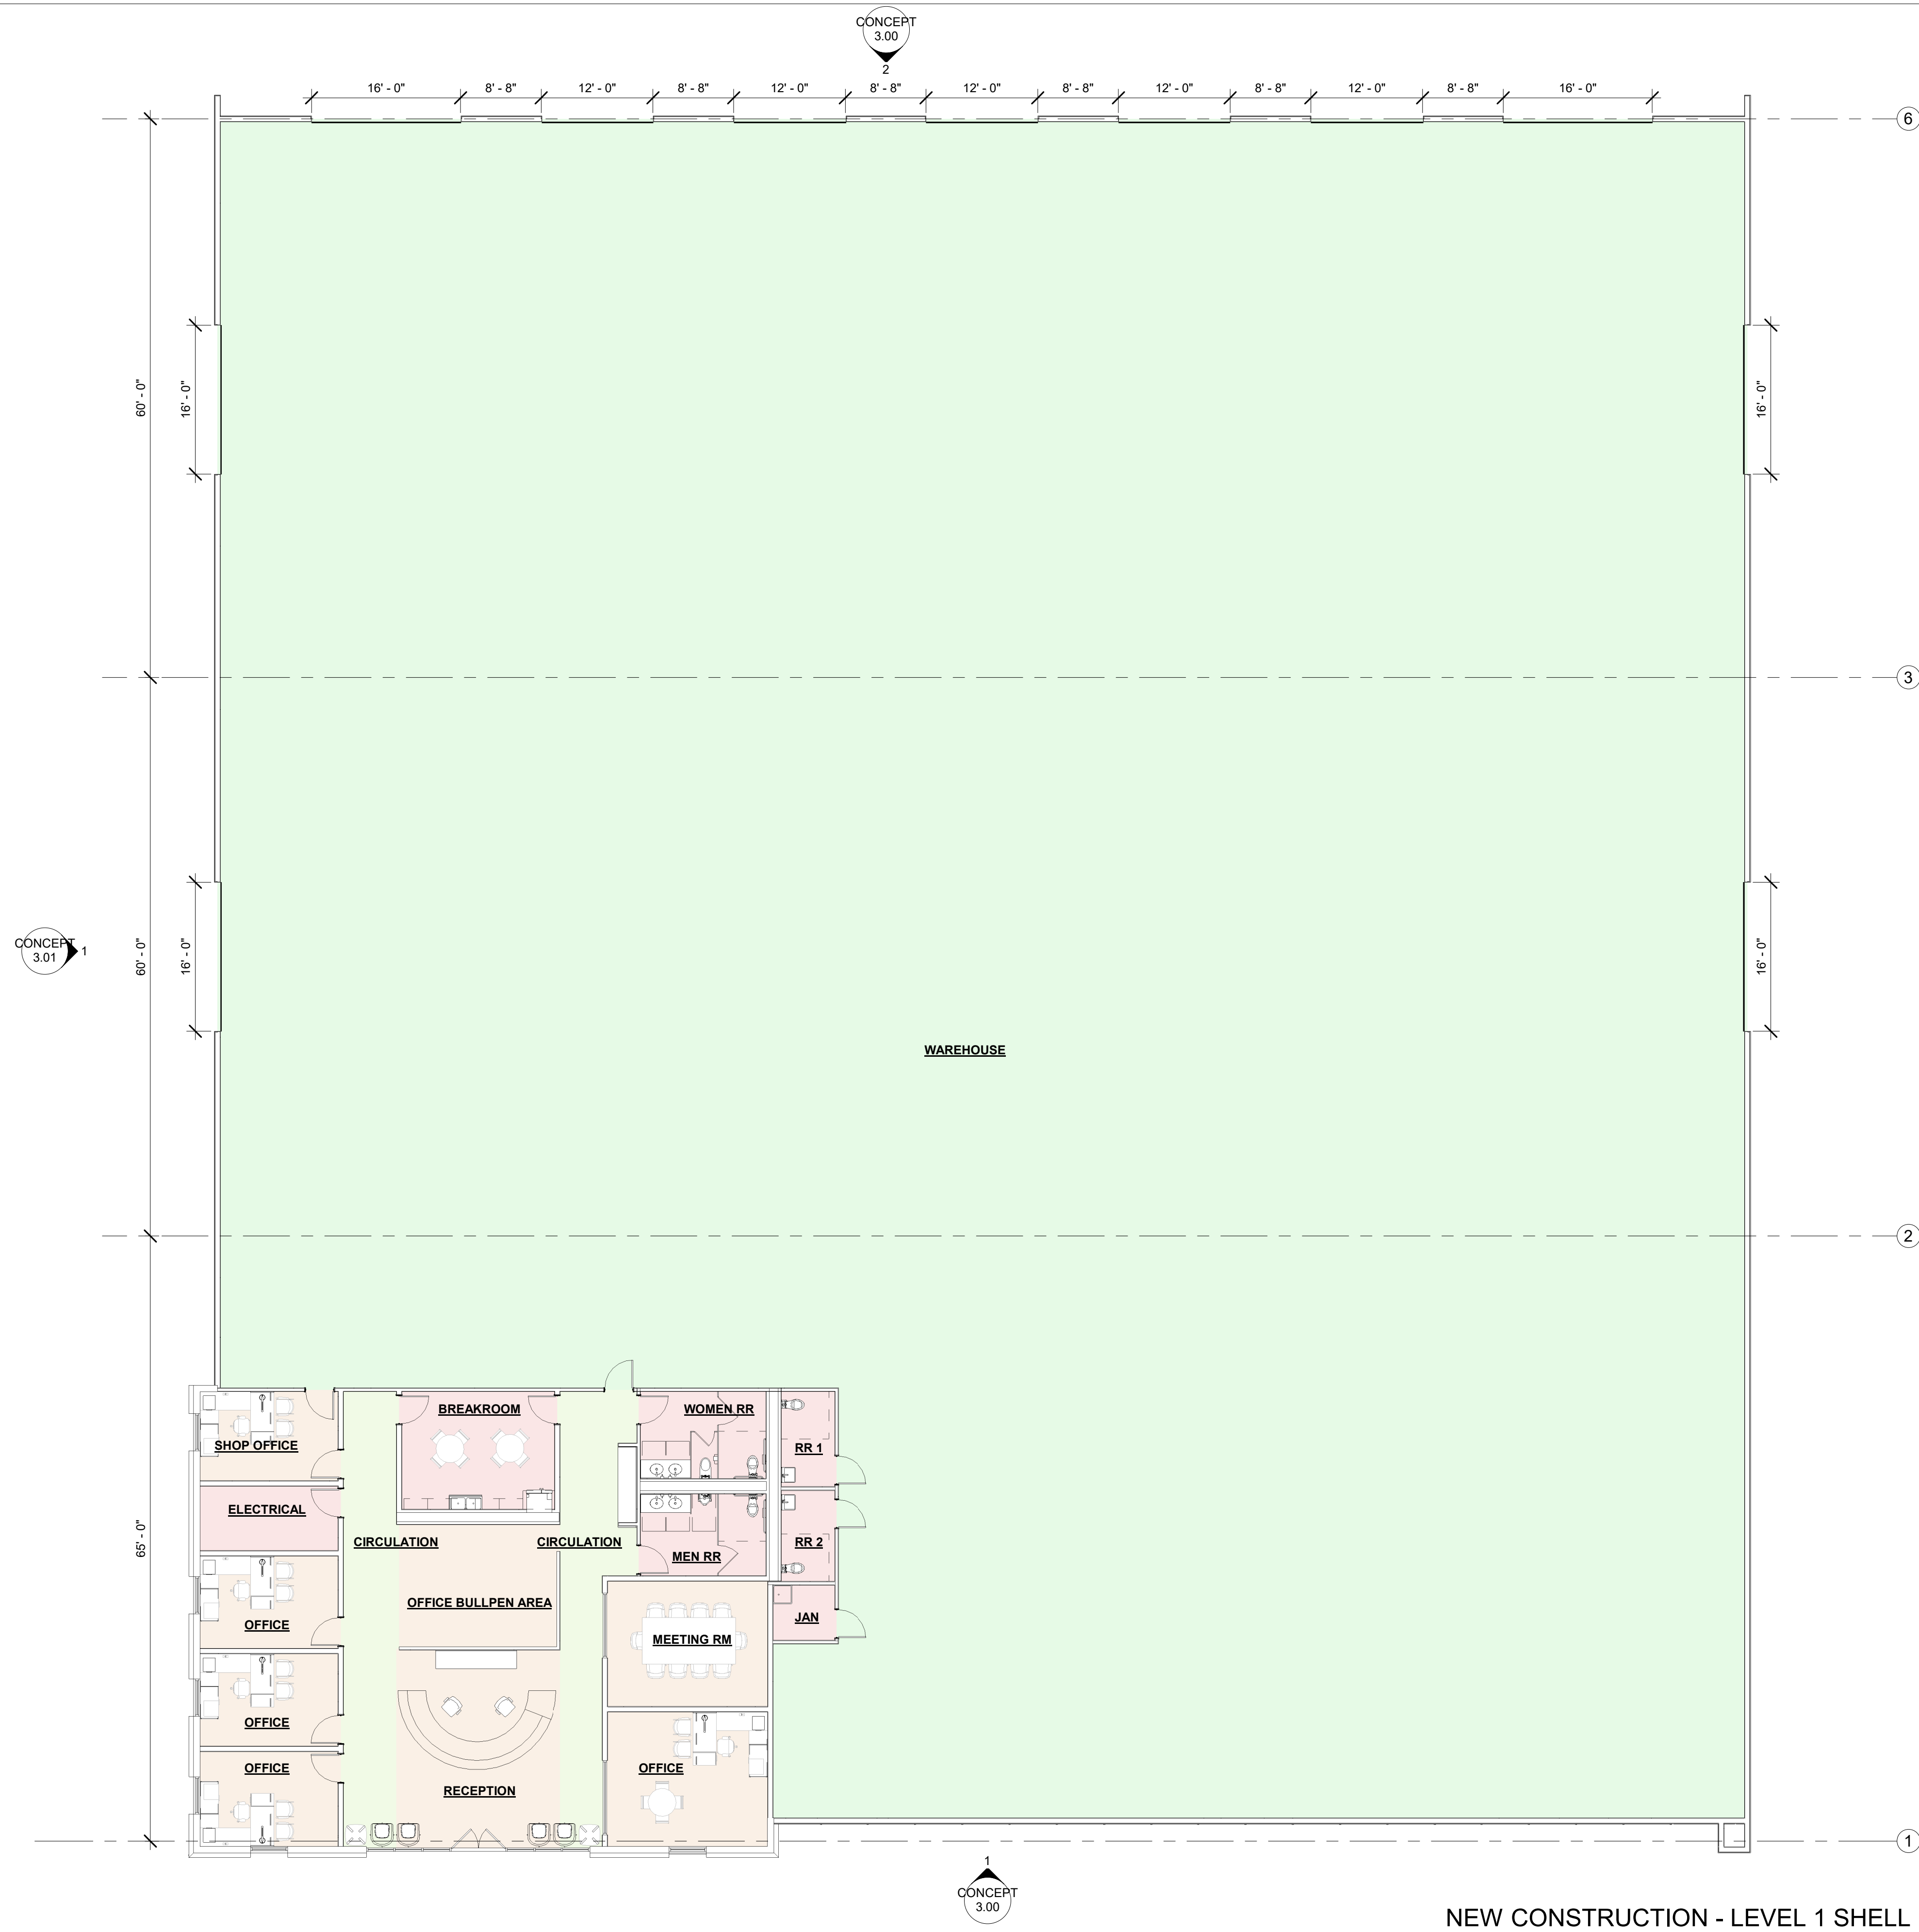 CONCEPT
3.00
2
16' - 0" 8' - 8" 12' - 0" 8' - 8" 12' - 0" 8' - 8" 12' - 0" 8' - 8" 12' - 0" 8' - 8" 12' - 0" 8' - 8" 16' - 0"
6
60' - 0"
16' - 0"
16' - 0"
3
CONCEPT
3.01
1
60' - 0"
16' - 0"
16' - 0"
WAREHOUSE
2
65' - 0"
BREAKROOM
WOMEN RR
SHOP OFFICE
RR 1
ELECTRICAL
CIRCULATION
CIRCULATION
RR 2
MEN RR
OFFICE BULLPEN AREA
JAN
OFFICE
MEETING RM
OFFICE
OFFICE
OFFICE
RECEPTION
1
1
CONCEPT
3.00
NEW CONSTRUCTION - LEVEL 1 SHELL